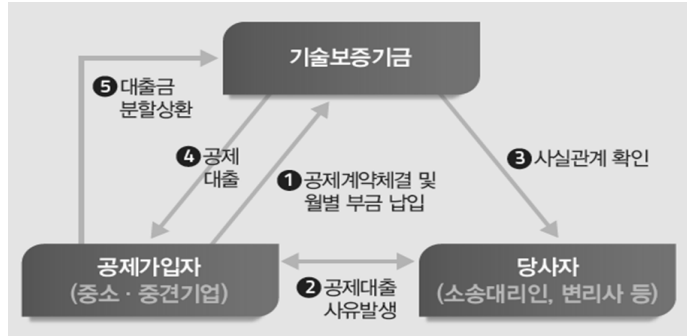 기술보증기금
❺ 대출금
분할상환
❹ 공제
대출
❶ 공제계약체결 및
월별 부금 납입
❸ 사실관계 확인
공제가입자
(중소 · 중견기업)
❷ 공제대출
사유발생
당사자
(소송대리인, 변리사 등)